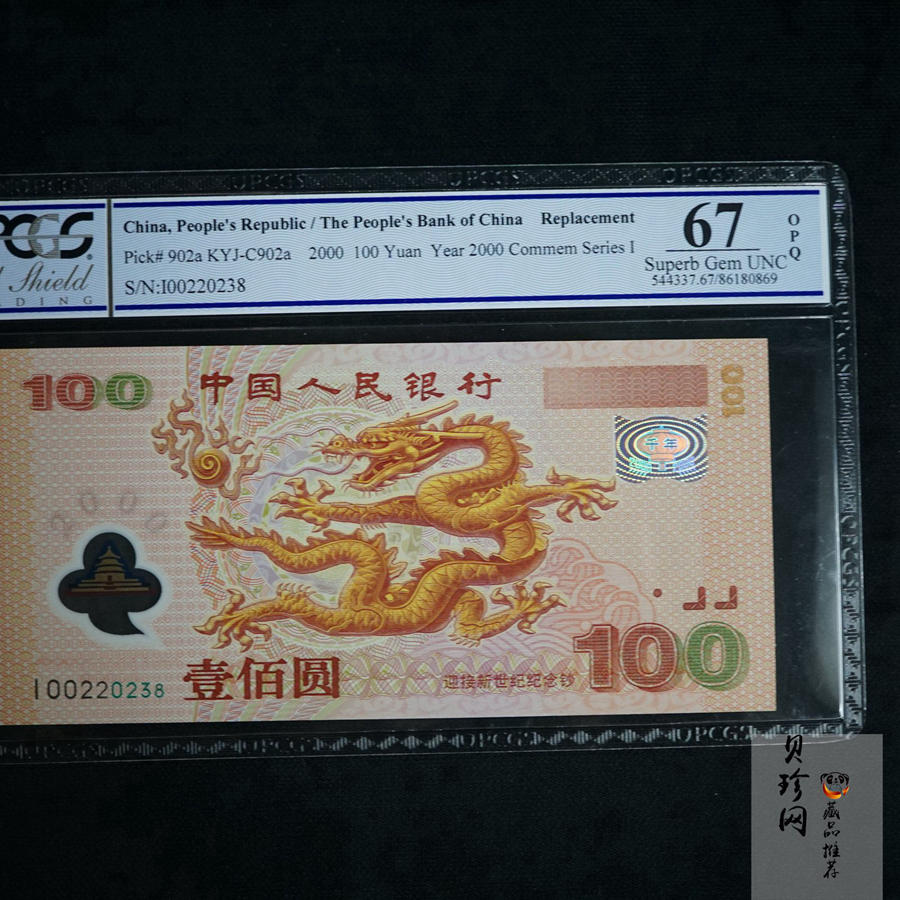 PCGS
China, People's Republic / The People's Bank of China Replacement
Pick# 902a KYJ-C902a 2000 100 Yuan Year 2000 Commem Series I
S/N:I00220238
67
Superb Gem UNC
544337.67/86180869
OPQ
Shield
DING
100
中国人民银行
100
千年
2000
I00220238
壹佰圆
迎接新世纪纪念钞
100
贝珍网
藏品推荐